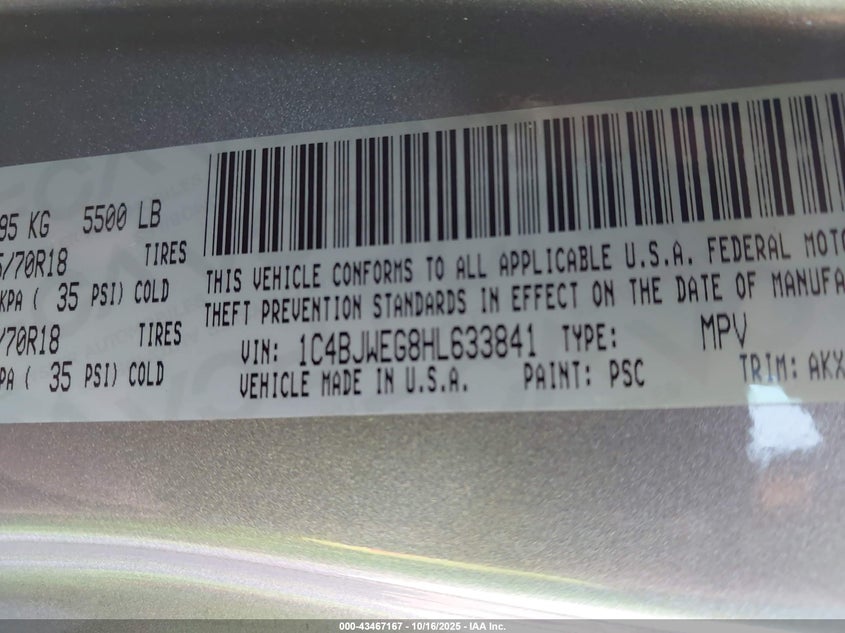 95 KG 5500 LB
/70R18 TIRES
KPA ( 35 PSI) COLD
/70R18 TIRES
PA ( 35 PSI) COLD
THIS VEHICLE CONFORMS TO ALL APPLICABLE U.S.A. FEDERAL MOTO
THEFT PREVENTION STANDARDS IN EFFECT ON THE DATE OF MANUFA
VIN: 1C4BJWEG8HL633841 TYPE: MPV
VEHICLE MADE IN U.S.A. PAINT: PSC TRIM: AKX
000-43467167 - 10/16/2025 - IAA Inc.